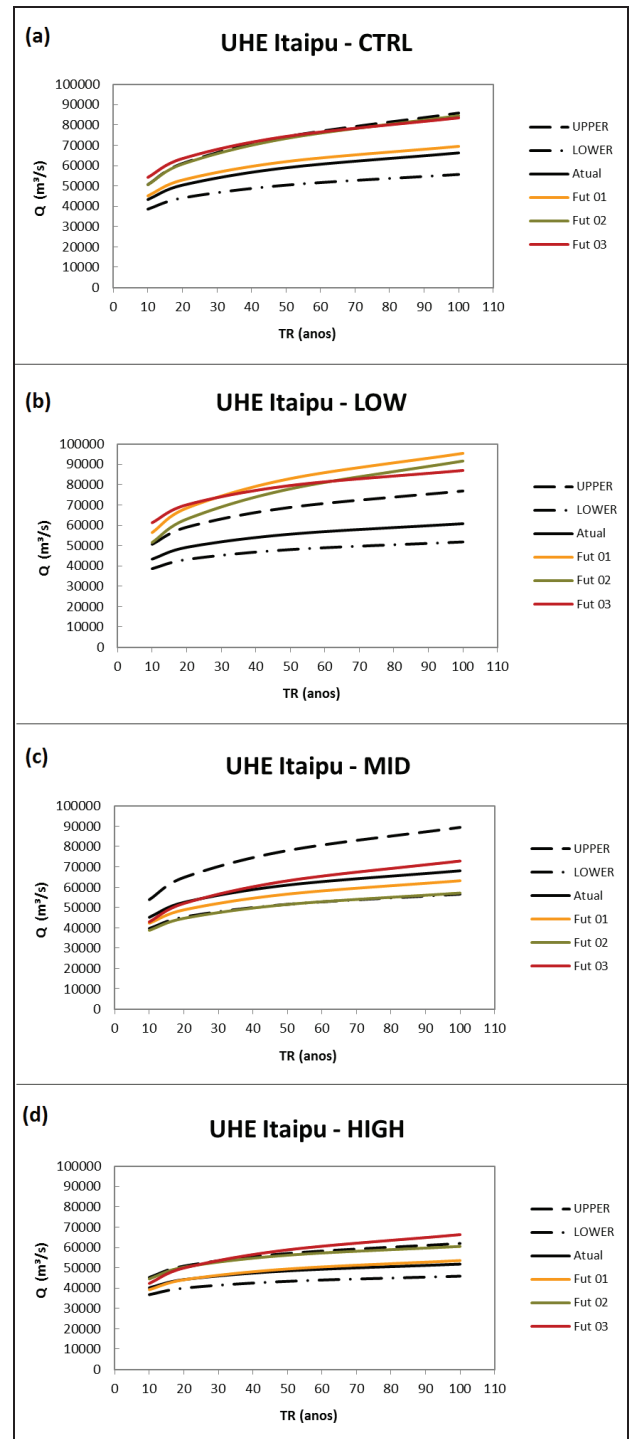 (a)
UHE Itaipu - CTRL
100000
90000
80000
70000
60000
50000
40000
30000
20000
10000
0
Q (m³/s)
0 10 20 30 40 50 60 70 80 90 100 110
TR (anos)
UPPER
LOWER
Atual
Fut 01
Fut 02
Fut 03
(b)
UHE Itaipu - LOW
100000
90000
80000
70000
60000
50000
40000
30000
20000
10000
0
Q (m³/s)
0 10 20 30 40 50 60 70 80 90 100 110
TR (anos)
UPPER
LOWER
Atual
Fut 01
Fut 02
Fut 03
(c)
UHE Itaipu - MID
100000
90000
80000
70000
60000
50000
40000
30000
20000
10000
0
Q (m³/s)
0 10 20 30 40 50 60 70 80 90 100 110
TR (anos)
UPPER
LOWER
Atual
Fut 01
Fut 02
Fut 03
(d)
UHE Itaipu - HIGH
100000
90000
80000
70000
60000
50000
40000
30000
20000
10000
0
Q (m³/s)
0 10 20 30 40 50 60 70 80 90 100 110
TR (anos)
UPPER
LOWER
Atual
Fut 01
Fut 02
Fut 03